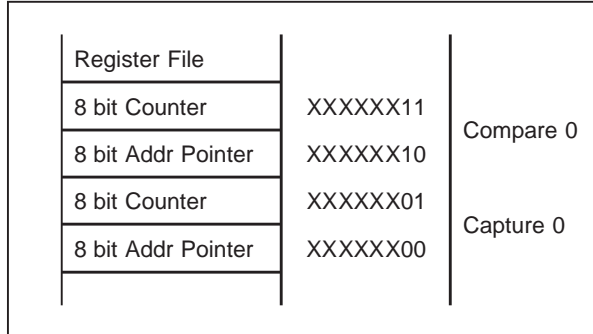 Register File
8 bit Counter XXXXXX11
Compare 0
8 bit Addr Pointer XXXXXX10
8 bit Counter XXXXXX01
Capture 0
8 bit Addr Pointer XXXXXX00